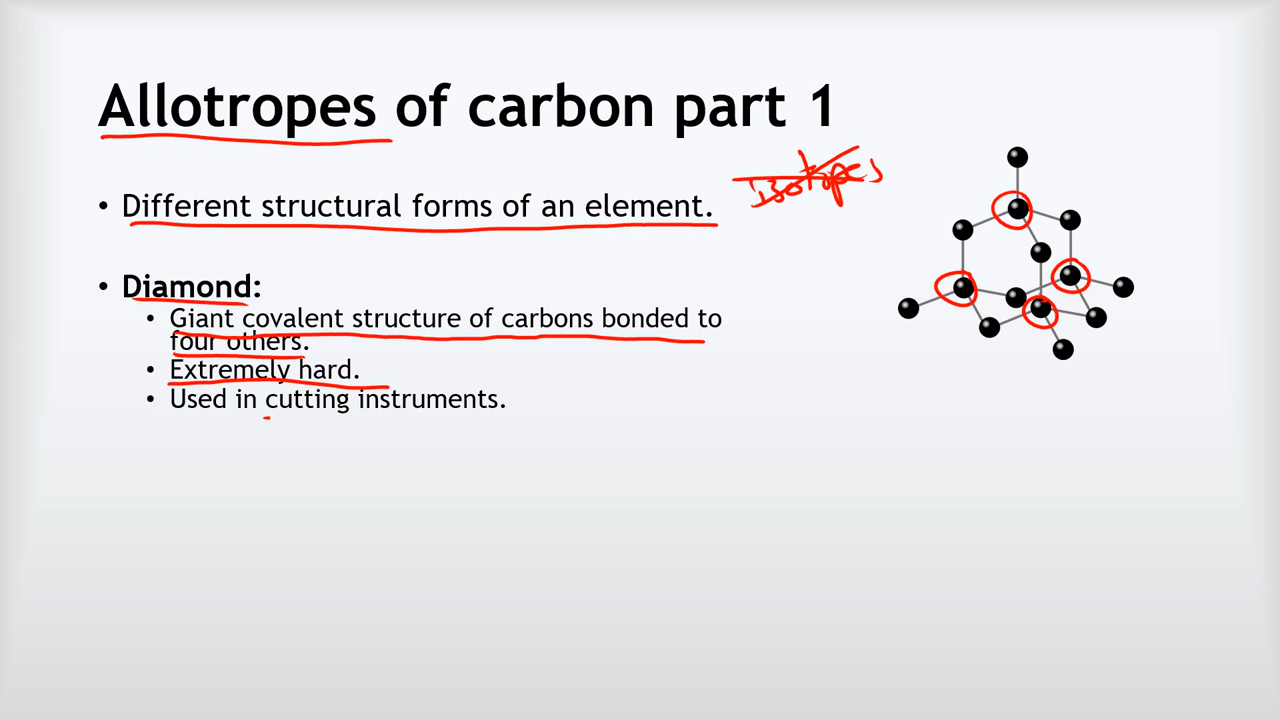 Allotropes of carbon part 1
isotopes
• Different structural forms of an element.
• Diamond:
• Giant covalent structure of carbons bonded to
four others.
• Extremely hard.
• Used in cutting instruments.